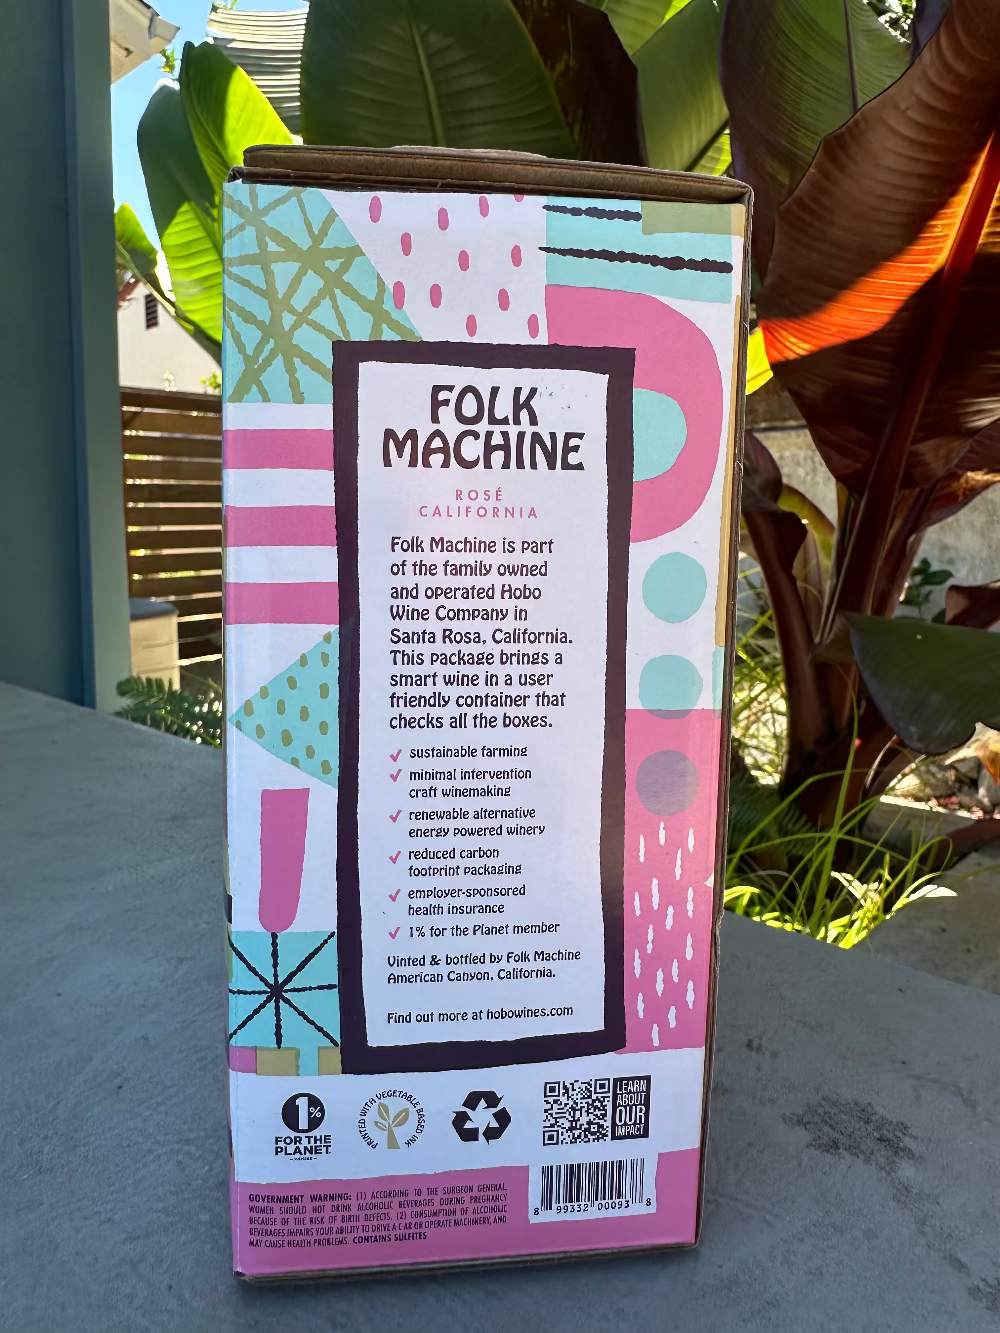 FOLK
MACHINE
ROSÉ
CALIFORNIA
Folk Machine is part
of the family owned
and operated Hobo
Wine Company in
Santa Rosa, California.
This package brings a
smart wine in a user
friendly container that
checks all the boxes.
sustainable farming
minimal intervention
craft winemaking
renewable alternative
energy powered winery
reduced carbon
footprint packaging
employer-sponsored
health insurance
1% for the Planet member
Vinted & bottled by Folk Machine
American Canyon, California.
Find out more at hobowines.com
1%
FOR THE
PLANET
PRINTED WITH VEGETABLE BASED INK
LEARN
ABOUT
OUR
IMPACT
GOVERNMENT WARNING: (1) ACCORDING TO THE SURGEON GENERAL,
WOMEN SHOULD NOT DRINK ALCOHOLIC BEVERAGES DURING PREGNANCY
BECAUSE OF THE RISK OF BIRTH DEFECTS. (2) CONSUMPTION OF ALCOHOLIC
BEVERAGES IMPAIRS YOUR ABILITY TO DRIVE A CAR OR OPERATE MACHINERY, AND
MAY CAUSE HEALTH PROBLEMS. CONTAINS SULFITES
8 99332 00093 8